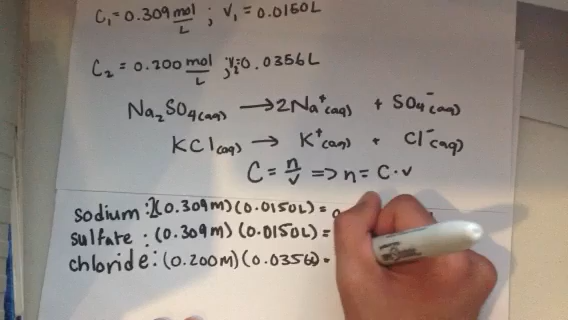 C₁ = 0.309 mol/L ; V₁ = 0.0150L
C₂ = 0.200 mol/L ; V₂ = 0.0356L
Na₂SO₄(aq) → 2Na⁺(aq) + SO₄⁻(aq)
KCl(aq) → K⁺(aq) + Cl⁻(aq)
C = n/v ⇒ n = C·v
sodium: 2(0.309M)(0.0150L) = 0
sulfate: (0.309M)(0.0150L) =
chloride: (0.200M)(0.0356L) =